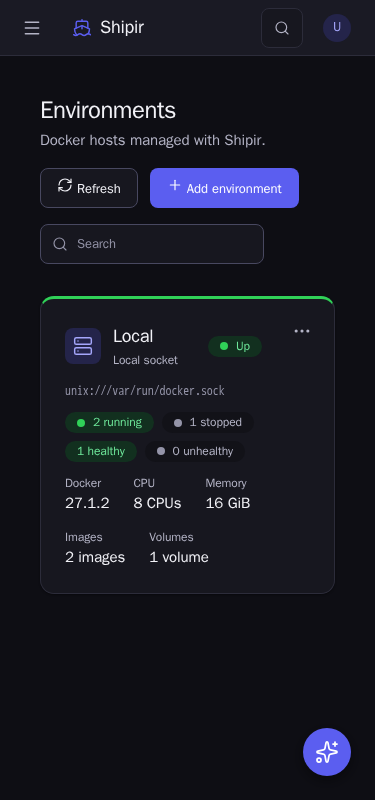 Shipir
U
Environments
Docker hosts managed with Shipir.
Refresh
Add environment
Search
Local
Up
Local socket
unix:///var/run/docker.sock
2 running
1 stopped
1 healthy
0 unhealthy
Docker
CPU
Memory
27.1.2
8 CPUs
16 GiB
Images
Volumes
2 images
1 volume